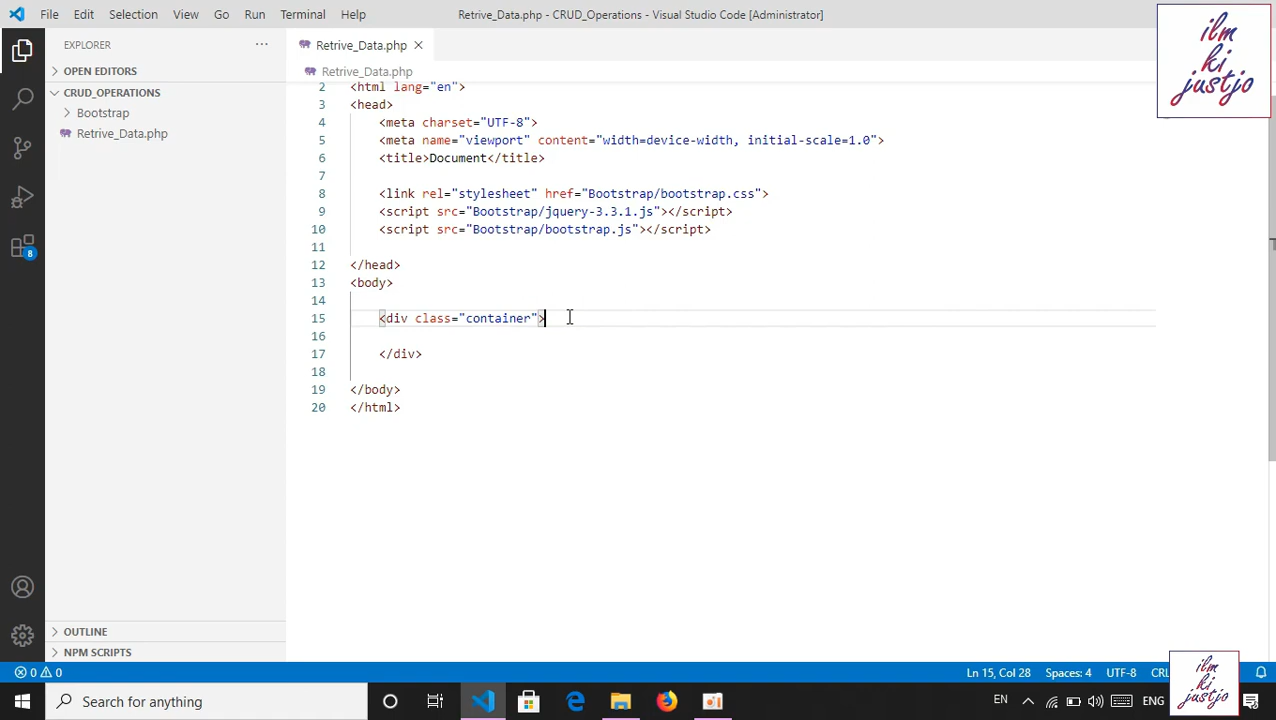 File Edit Selection View Go Run Terminal Help Retrive_Data.php - CRUD_Operations - Visual Studio Code [Administrator]
ilm
ki
justjo
EXPLORER ···
Retrive_Data.php
OPEN EDITORS
Retrive_Data.php
CRUD_OPERATIONS
Bootstrap
Retrive_Data.php
2 <html lang="en">
3 <head>
4 <meta charset="UTF-8">
5 <meta name="viewport" content="width=device-width, initial-scale=1.0">
6 <title>Document</title>
7
8 <link rel="stylesheet" href="Bootstrap/bootstrap.css">
9 <script src="Bootstrap/jquery-3.3.1.js"></script>
10 <script src="Bootstrap/bootstrap.js"></script>
11
12 </head>
13 <body>
14
15 <div class="container">
16
17 </div>
18
19 </body>
20 </html>
8
OUTLINE
NPM SCRIPTS
0 0 Ln 15, Col 28 Spaces: 4 UTF-8 CRL
Search for anything EN ENG
ilm
ki
justjo